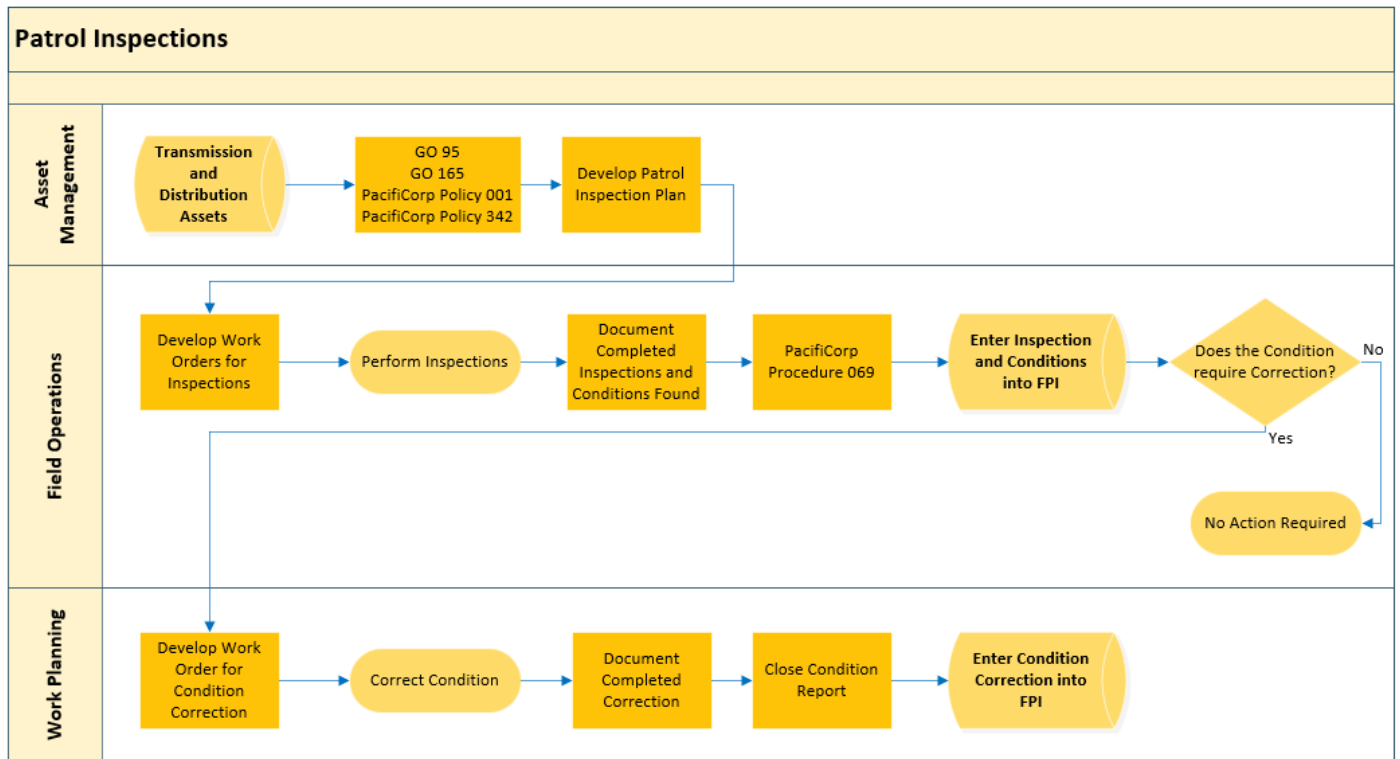 Patrol Inspections
Asset
Management
Transmission
and
Distribution
Assets
GO 95
GO 165
PacifiCorp Policy 001
PacifiCorp Policy 342
Develop Patrol
Inspection Plan
Field Operations
Develop Work
Orders for
Inspections
Perform Inspections
Document
Completed
Inspections and
Conditions Found
PacifiCorp
Procedure 069
Enter Inspection
and Conditions
into FPI
Does the Condition
require Correction?
No
Yes
No Action Required
Work Planning
Develop Work
Order for
Condition
Correction
Correct Condition
Document
Completed
Correction
Close Condition
Report
Enter Condition
Correction into
FPI